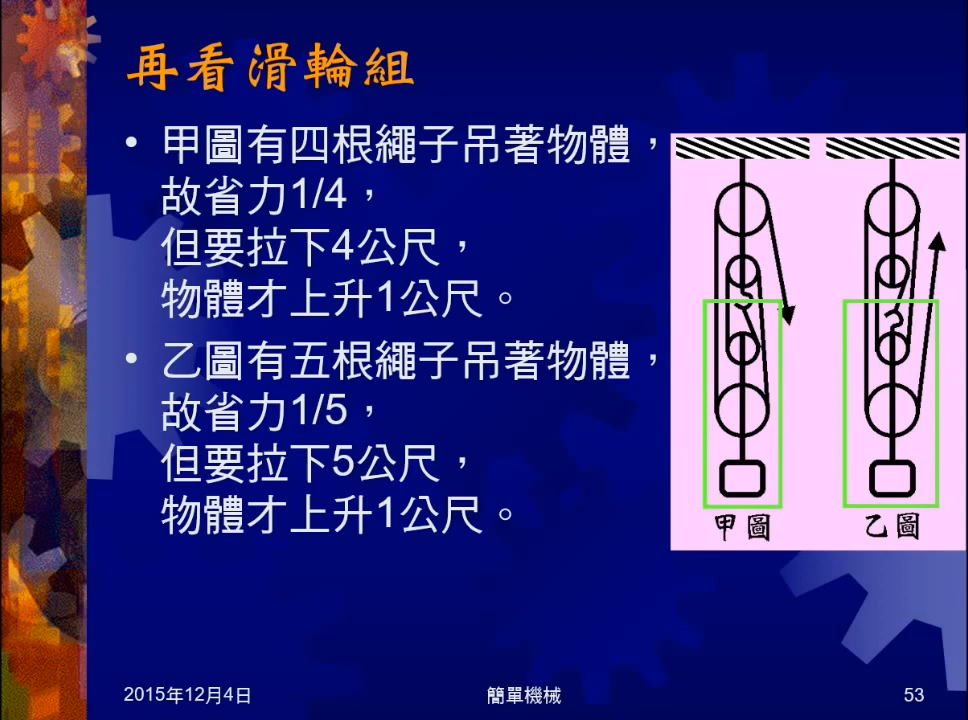 再看滑輪組
• 甲圖有四根繩子吊著物體，
故省力1/4，
但要拉下4公尺，
物體才上升1公尺。
• 乙圖有五根繩子吊著物體，
故省力1/5，
但要拉下5公尺，
物體才上升1公尺。
甲圖
乙圖
2015年12月4日
簡單機械
53